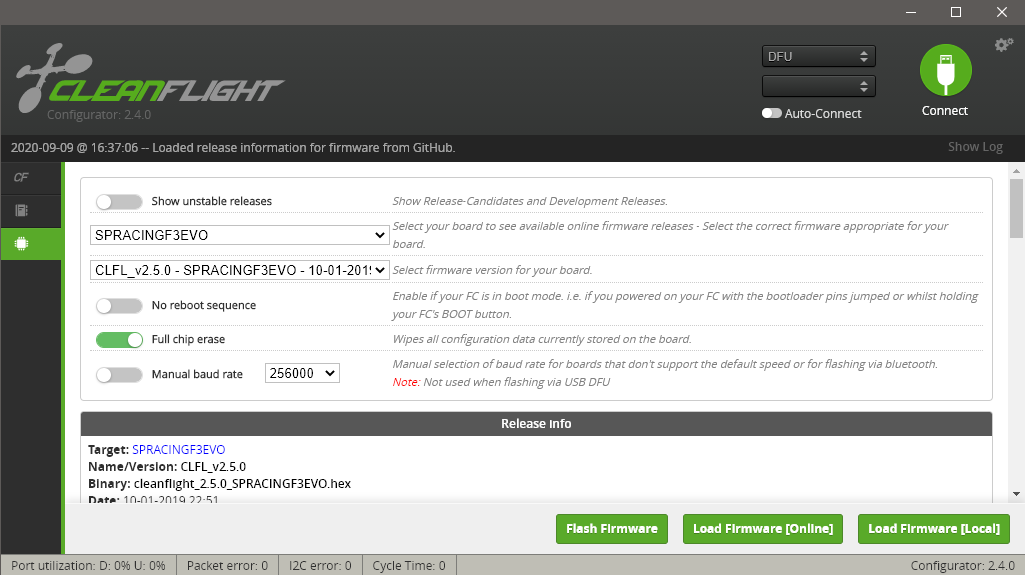 CLEANFLIGHT
Configurator: 2.4.0
DFU
Auto-Connect
Connect
2020-09-09 @ 16:37:06 -- Loaded release information for firmware from GitHub.
Show Log
CF
Show unstable releases
Show Release-Candidates and Development Releases.
SPRACINGF3EVO
Select your board to see available online firmware releases - Select the correct firmware appropriate for your
board.
CLFL_v2.5.0 - SPRACINGF3EVO - 10-01-2019
Select firmware version for your board.
No reboot sequence
Enable if your FC is in boot mode. i.e. if you powered on your FC with the bootloader pins jumped or whilst holding
your FC's BOOT button.
Full chip erase
Wipes all configuration data currently stored on the board.
Manual baud rate
256000
Manual selection of baud rate for boards that don't support the default speed or for flashing via bluetooth.
Note: Not used when flashing via USB DFU
Release info
Target: SPRACINGF3EVO
Name/Version: CLFL_v2.5.0
Binary: cleanflight_2.5.0_SPRACINGF3EVO.hex
Date: 10-01-2019 22:51
Flash Firmware
Load Firmware [Online]
Load Firmware [Local]
Port utilization: D: 0% U: 0%
Packet error: 0
I2C error: 0
Cycle Time: 0
Configurator: 2.4.0